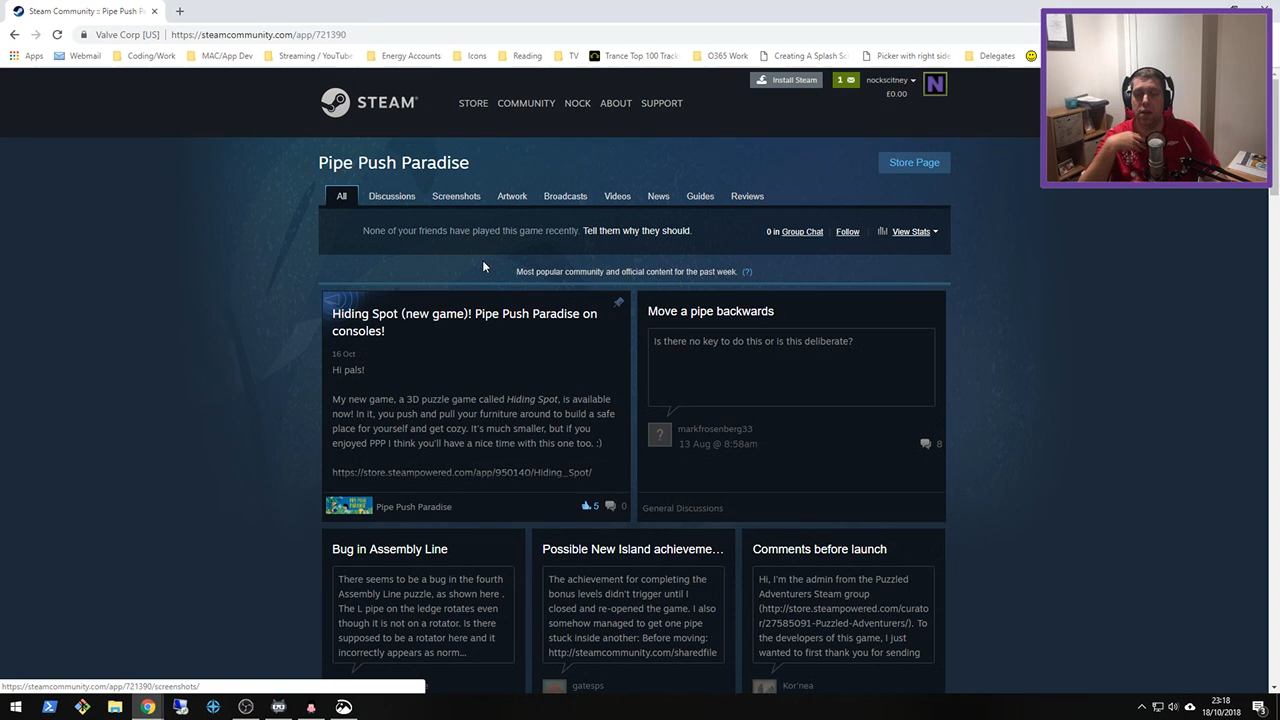 Steam Community :: Pipe Push P
Valve Corp [US]
https://steamcommunity.com/app/721390
Apps
Webmail
Coding/Work
MAC/App Dev
Streaming / YouTube
Energy Accounts
Icons
Reading
TV
Trance Top 100 Track
O365 Work
Creating A Splash Sc
Picker with right side
Delegates
STEAM
STORE
COMMUNITY
NOCK
ABOUT
SUPPORT
Install Steam
1
nockscitney
£0.00
N
Pipe Push Paradise
Store Page
All
Discussions
Screenshots
Artwork
Broadcasts
Videos
News
Guides
Reviews
None of your friends have played this game recently. Tell them why they should.
0 in Group Chat
Follow
View Stats
Most popular community and official content for the past week. (?)
Hiding Spot (new game)! Pipe Push Paradise on
consoles!
16 Oct
Hi pals!
My new game, a 3D puzzle game called Hiding Spot, is available
now! In it, you push and pull your furniture around to build a safe
place for yourself and get cozy. It's much smaller, but if you
enjoyed PPP I think you'll have a nice time with this one too. :)
https://store.steampowered.com/app/950140/Hiding_Spot/
Pipe Push Paradise
5
0
Move a pipe backwards
Is there no key to do this or is this deliberate?
?
markfrosenberg33
13 Aug @ 8:58am
8
General Discussions
Bug in Assembly Line
There seems to be a bug in the fourth
Assembly Line puzzle, as shown here .
The L pipe on the ledge rotates even
though it is not on a rotator. Is there
supposed to be a rotator here and it
incorrectly appears as norm...
Possible New Island achieveme...
The achievement for completing the
bonus levels didn't trigger until I
closed and re-opened the game. I also
somehow managed to get one pipe
stuck inside another: Before moving:
http://steamcommunity.com/sharedfile
gatesps
Comments before launch
Hi, I'm the admin from the Puzzled
Adventurers Steam group
(http://store.steampowered.com/curato
r/27585091-Puzzled-Adventurers/). To
the developers of this game, I just
wanted to first thank you for sending
Kor'nea
https://steamcommunity.com/app/721390/screenshots/
23:18
18/10/2018
3